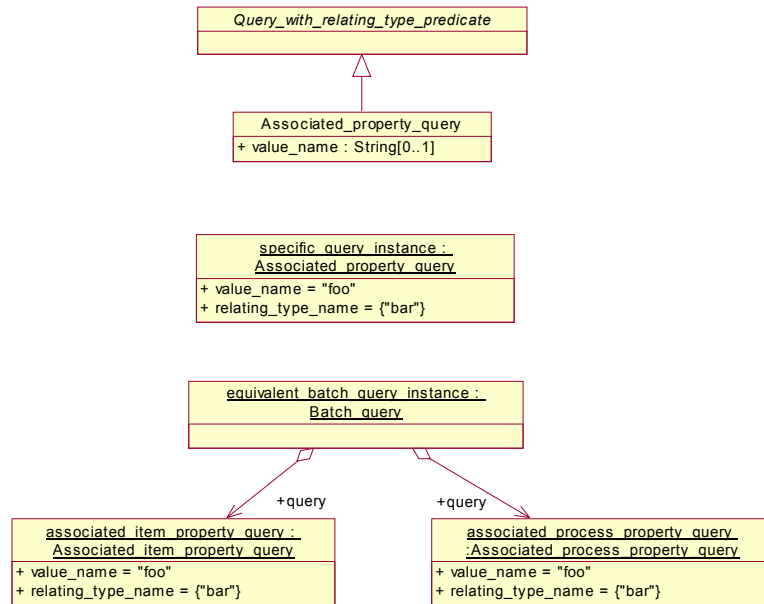 Query_with_relating_type_predicate
Associated_property_query
+ value_name : String[0..1]
specific_query_instance :
Associated_property_query
+ value_name = "foo"
+ relating_type_name = {"bar"}
equivalent_batch_query_instance :
Batch_query
+query
+query
associated_item_property_query :
Associated_item_property_query
+ value_name = "foo"
+ relating_type_name = {"bar"}
associated_process_property_query
:Associated_process_property_query
+ value_name = "foo"
+ relating_type_name = {"bar"}